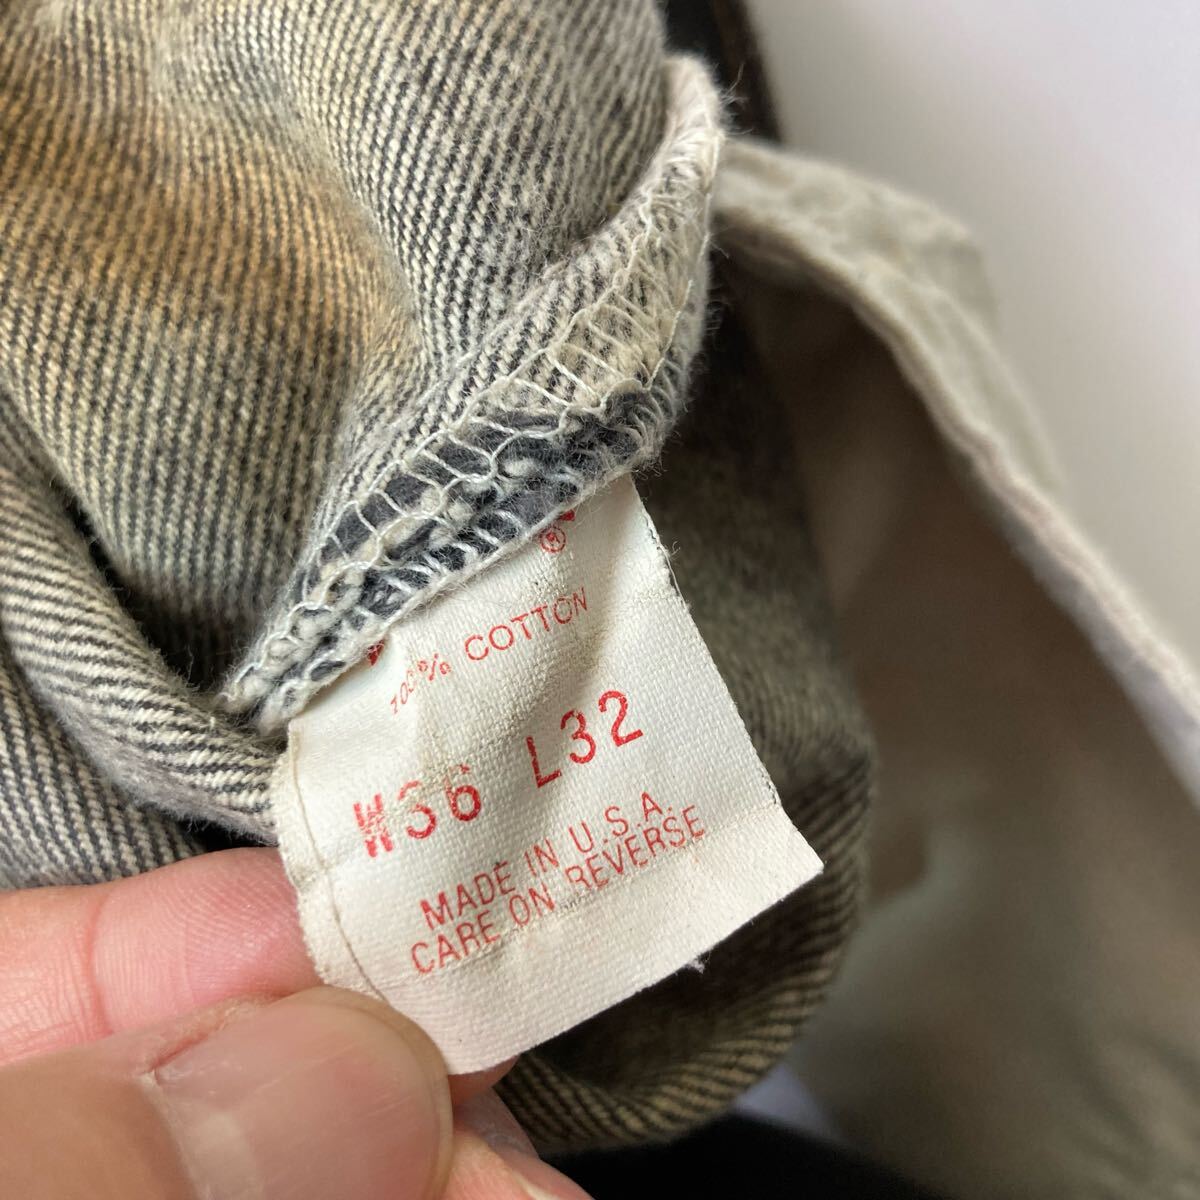 ®
100% COTTON
W36 L32
MADE IN U.S.A.
CARE ON REVERSE